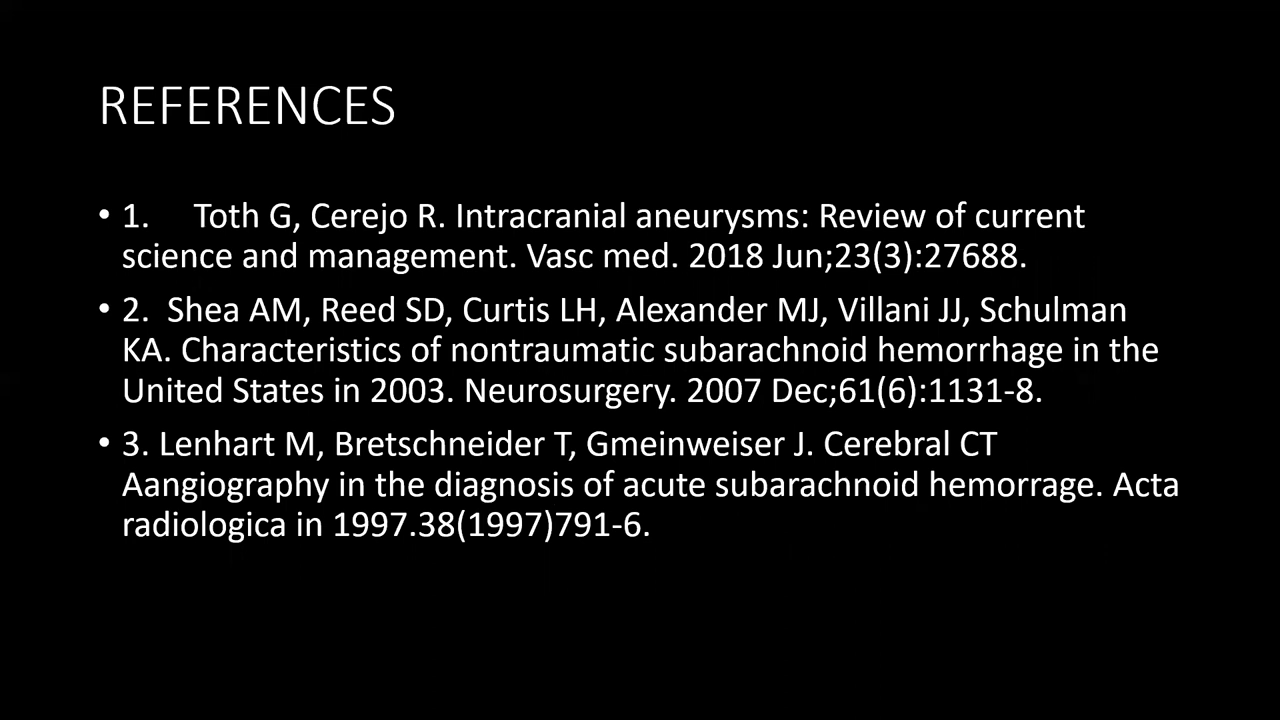 REFERENCES
• 1. Toth G, Cerejo R. Intracranial aneurysms: Review of current
science and management. Vasc med. 2018 Jun;23(3):27688.
• 2. Shea AM, Reed SD, Curtis LH, Alexander MJ, Villani JJ, Schulman
KA. Characteristics of nontraumatic subarachnoid hemorrhage in the
United States in 2003. Neurosurgery. 2007 Dec;61(6):1131-8.
• 3. Lenhart M, Bretschneider T, Gmeinweiser J. Cerebral CT
Aangiography in the diagnosis of acute subarachnoid hemorrage. Acta
radiologica in 1997.38(1997)791-6.